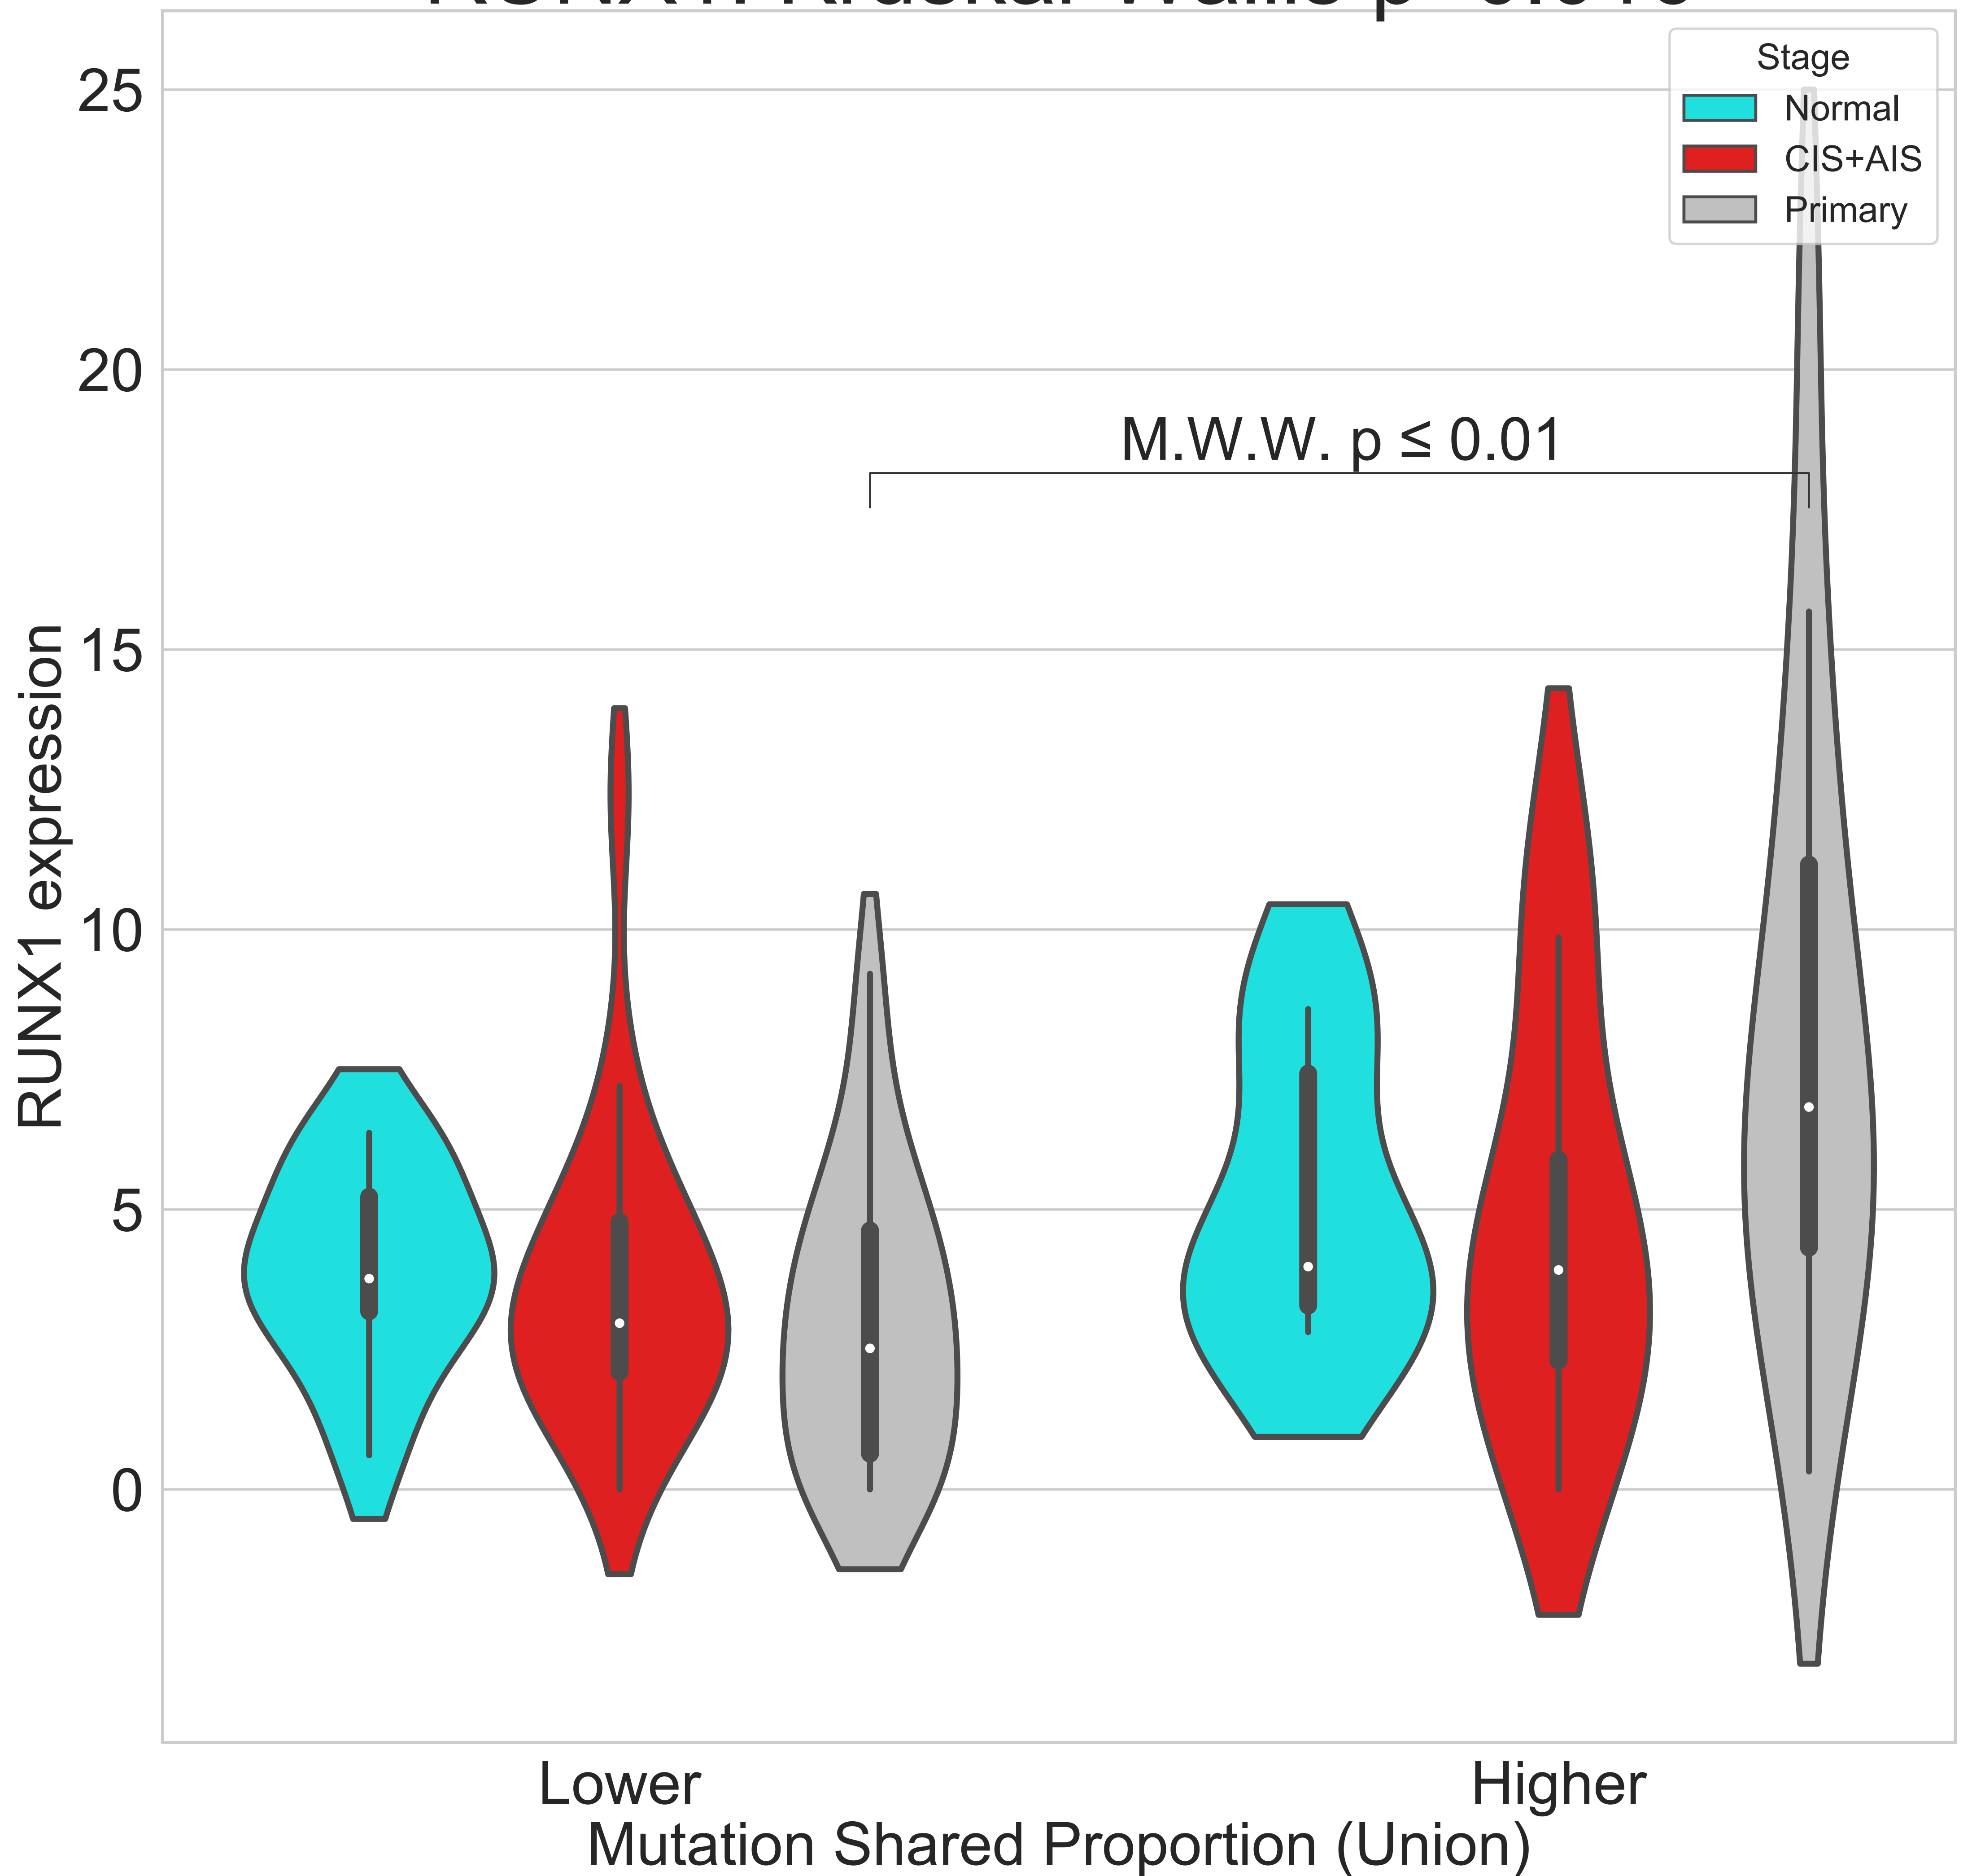 25
20
15
10
5
0
RUNX1 expression
Stage
Normal
CIS+AIS
Primary
M.W.W. p ≤ 0.01
Lower
Higher
Mutation Shared Proportion (Union)